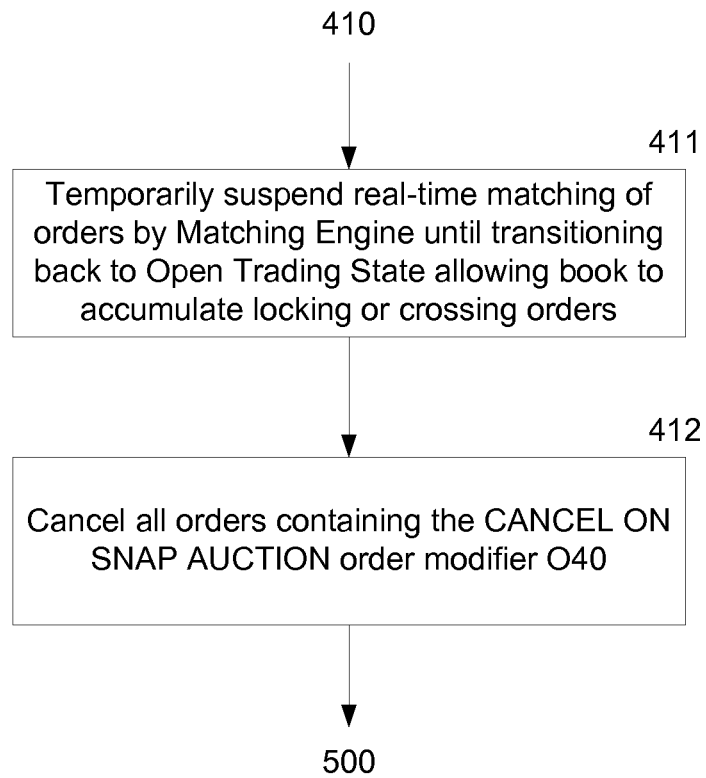 410
411
Temporarily suspend real-time matching of
orders by Matching Engine until transitioning
back to Open Trading State allowing book to
accumulate locking or crossing orders
412
Cancel all orders containing the CANCEL ON
SNAP AUCTION order modifier O40
500